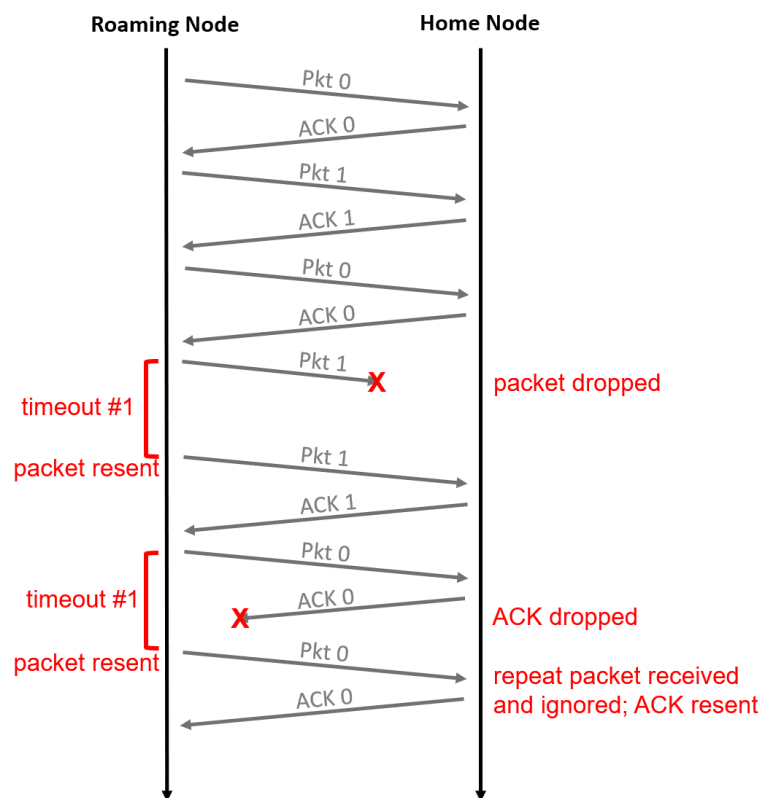 Roaming Node
Home Node
Pkt 0
ACK 0
Pkt 1
ACK 1
Pkt 0
ACK 0
Pkt 1
X
packet dropped
timeout #1
packet resent
Pkt 1
ACK 1
Pkt 0
timeout #1
ACK 0
X
ACK dropped
packet resent
Pkt 0
repeat packet received
and ignored; ACK resent
ACK 0